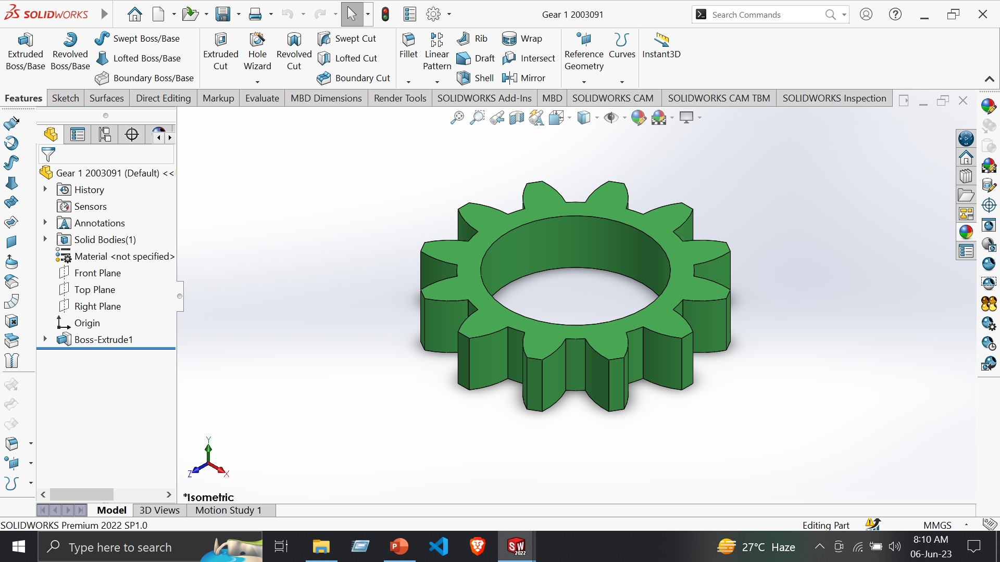 SOLIDWORKS
Gear 1 2003091
Search Commands
Extruded Boss/Base
Revolved Boss/Base
Swept Boss/Base
Lofted Boss/Base
Boundary Boss/Base
Extruded Cut
Hole Wizard
Revolved Cut
Swept Cut
Lofted Cut
Boundary Cut
Fillet
Linear Pattern
Rib
Draft
Shell
Wrap
Intersect
Mirror
Reference Geometry
Curves
Instant3D
Features
Sketch
Surfaces
Direct Editing
Markup
Evaluate
MBD Dimensions
Render Tools
SOLIDWORKS Add-Ins
MBD
SOLIDWORKS CAM
SOLIDWORKS CAM TBM
SOLIDWORKS Inspection
Gear 1 2003091 (Default) <<
History
Sensors
Annotations
Solid Bodies(1)
Material <not specified>
Front Plane
Top Plane
Right Plane
Origin
Boss-Extrude1
Y
Z
X
*Isometric
Model
3D Views
Motion Study 1
SOLIDWORKS Premium 2022 SP1.0
Editing Part
MMGS
Type here to search
P
SW
2022
27°C Haze
8:10 AM
06-Jun-23